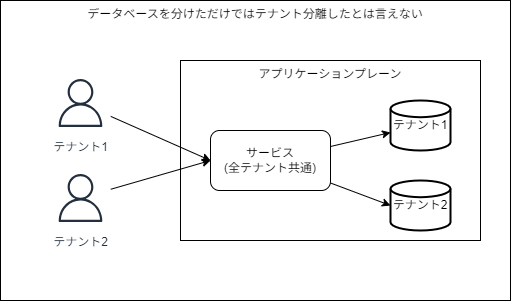 データベースを分けただけではテナント分離したとは言えない
アプリケーションプレーン
テナント1
サービス
(全テナント共通)
テナント1
テナント2
テナント2